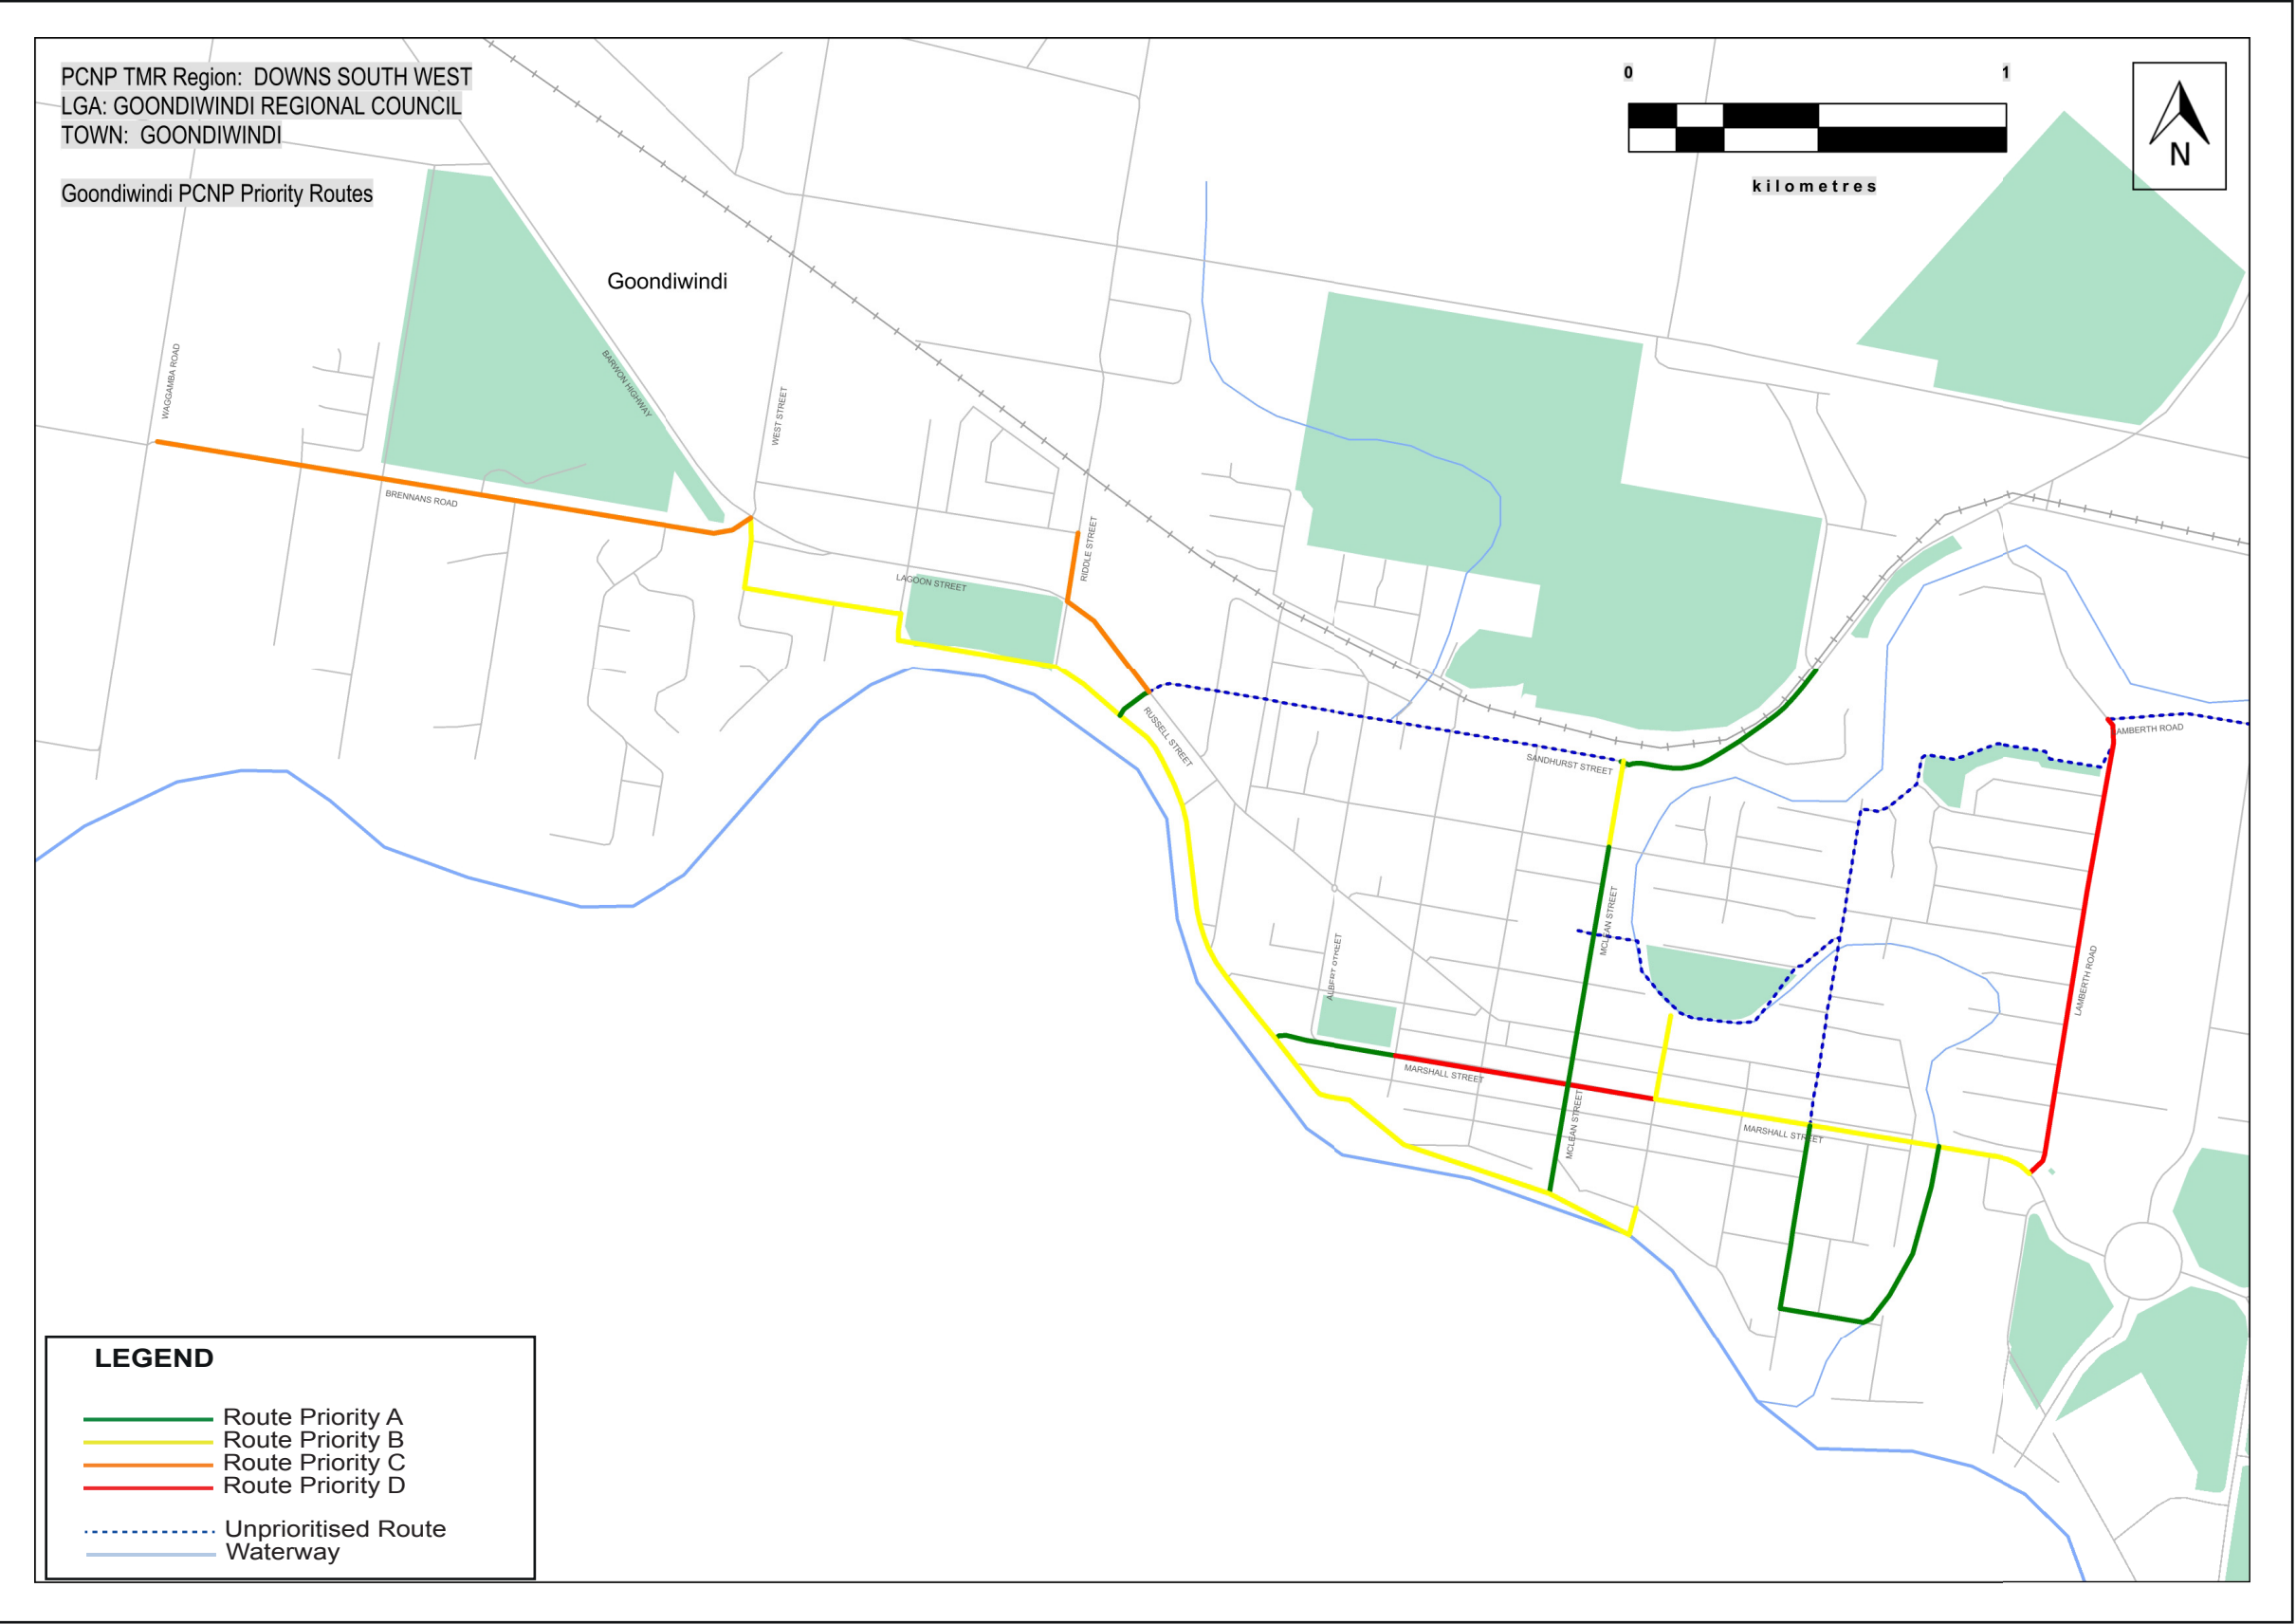 PCNP TMR Region: DOWNS SOUTH WEST
LGA: GOONDIWINDI REGIONAL COUNCIL
TOWN: GOONDIWINDI
Goondiwindi PCNP Priority Routes
0 1
kilometres
N
Goondiwindi
WAGGAMBA ROAD
BARWON HIGHWAY
WEST STREET
BRENNANS ROAD
RIDDLE STREET
LAGOON STREET
RUSSELL STREET
SANDHURST STREET
AMBERTH ROAD
MCLEAN STREET
ALBERT STREET
LAMBERTH ROAD
MARSHALL STREET
MCLEAN STREET
MARSHALL STREET
LEGEND
Route Priority A
Route Priority B
Route Priority C
Route Priority D
Unprioritised Route
Waterway